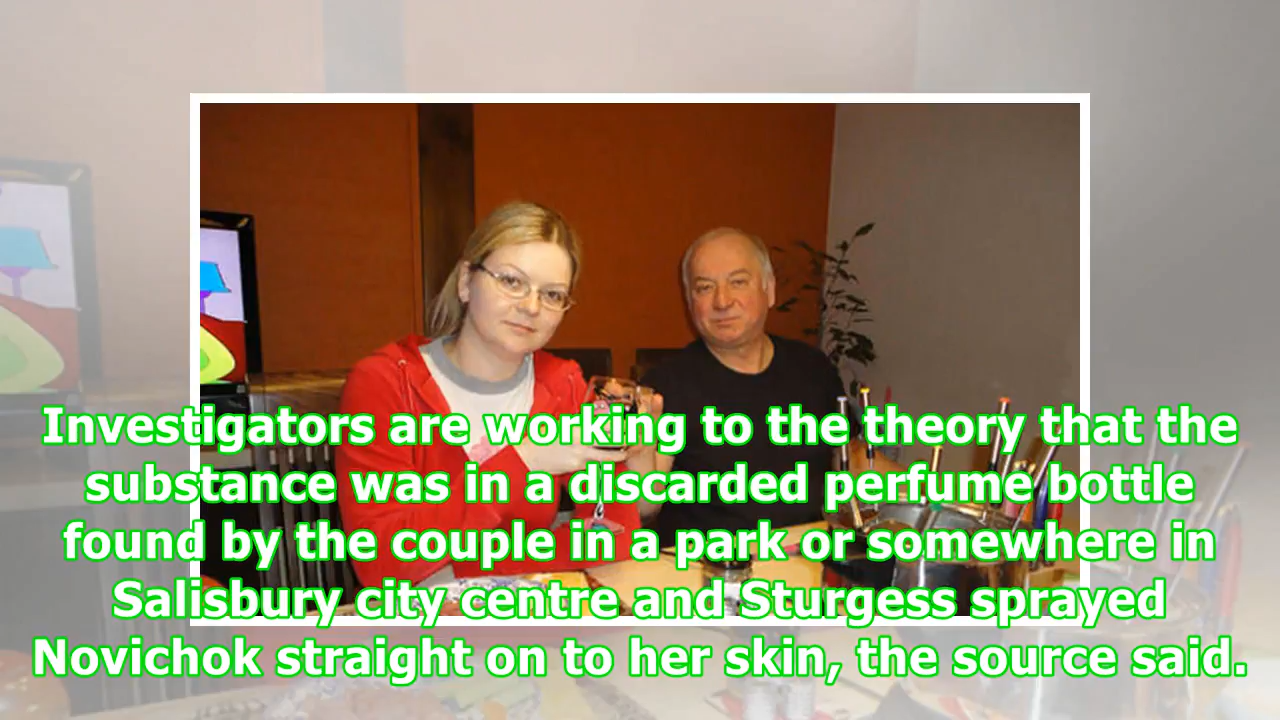 Investigators are working to the theory that the
substance was in a discarded perfume bottle
found by the couple in a park or somewhere in
Salisbury city centre and Sturgess sprayed
Novichok straight on to her skin, the source said.